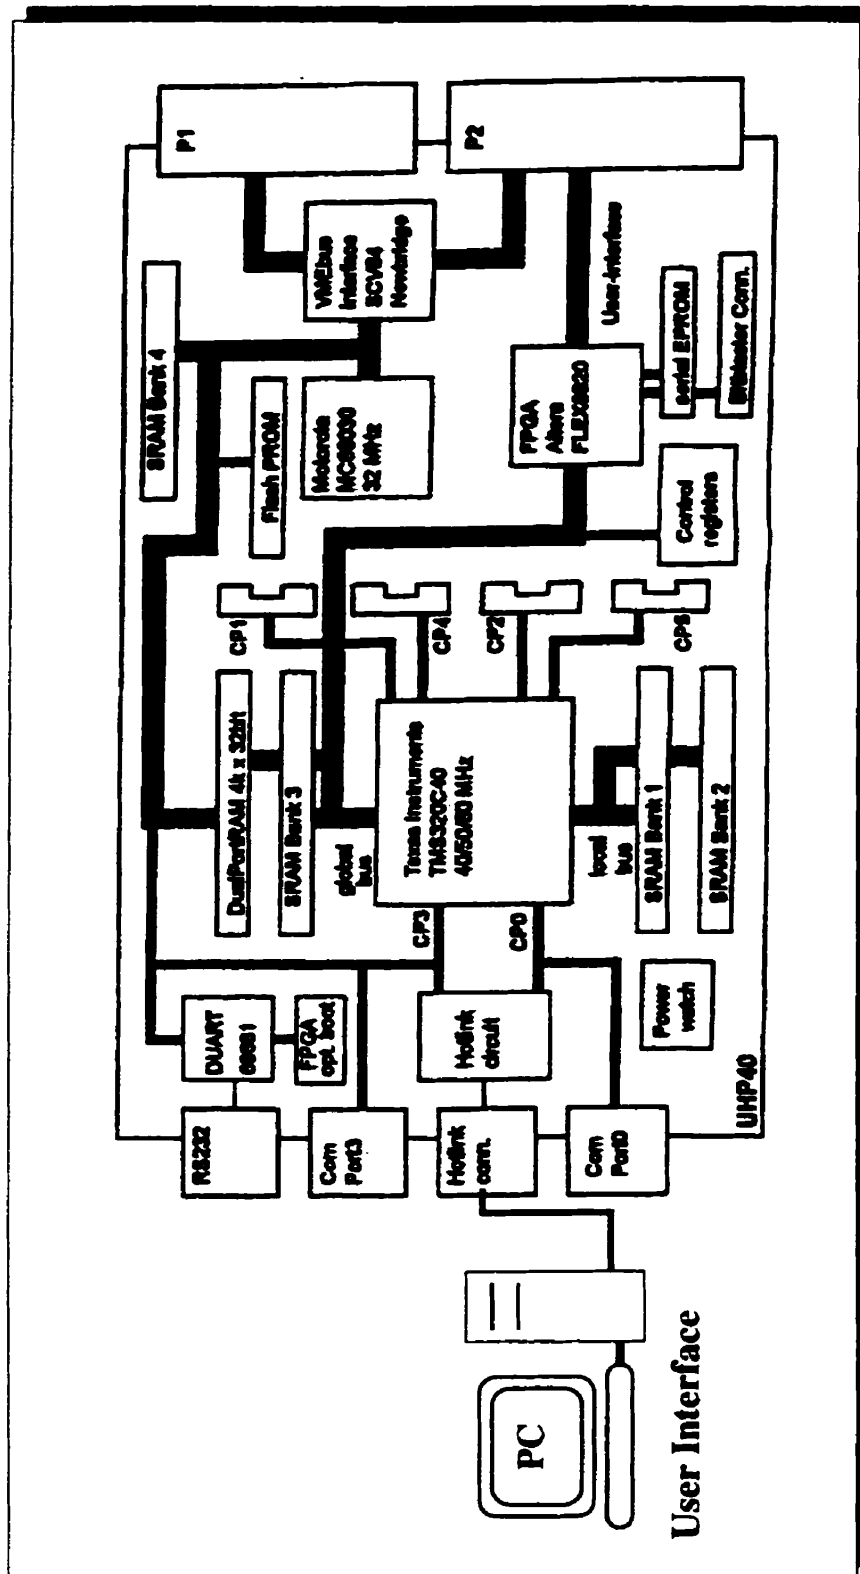 P1
P2
VMEbus
Interface
SCV64
Newbridge
SRAM Bank 4
Flash PROM
Motorola
MC68030
32 MHz
User-Interface
FPGA
Altera
FLEX8820
serial EPROM
BitBlaster Conn.
Control
registers
CP1
CP4
CP2
CP5
DualPortRAM 4k x 32bit
SRAM Bank 3
global
bus
Texas Instruments
TMS320C40
40/50/60 MHz
local
bus
SRAM Bank 1
SRAM Bank 2
CP3
CP0
DUART
68681
FPGA
opt. boot
Hotlink
circuit
Power
watch
RS232
Com
Port3
Hotlink
conn.
Com
Port0
UHP40
PC
User Interface